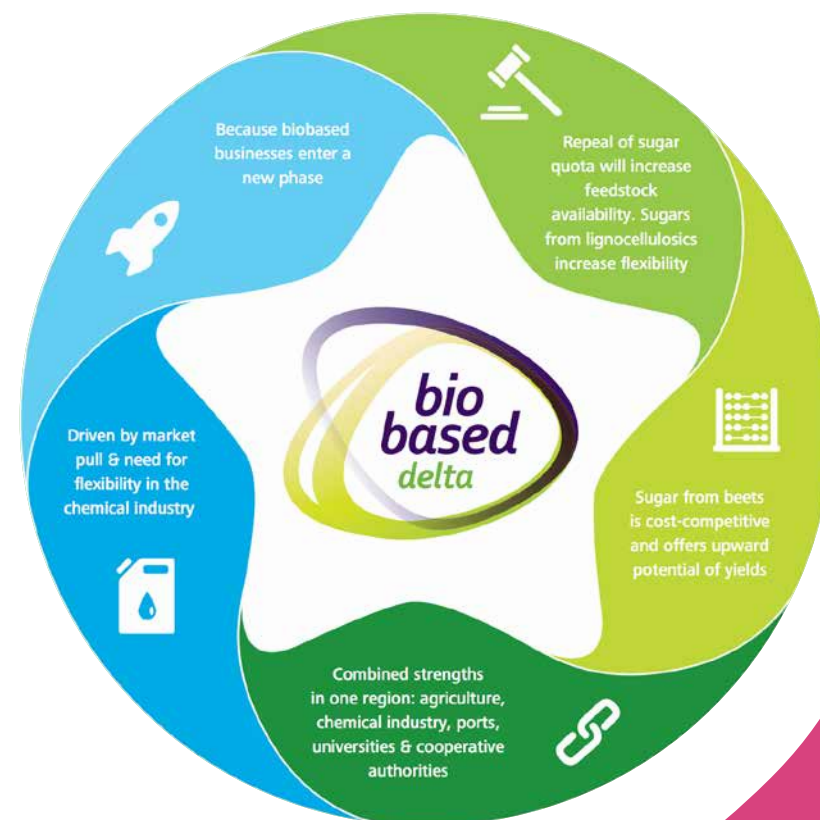 Because biobased
businesses enter a
new phase
Repeal of sugar
quota will increase
feedstock
availability. Sugars
from lignocellulosics
increase flexibility
bio
based
delta
Driven by market
pull & need for
flexibility in the
chemical industry
Sugar from beets
is cost-competitive
and offers upward
potential of yields
Combined strengths
in one region: agriculture,
chemical industry, ports,
universities & cooperative
authorities